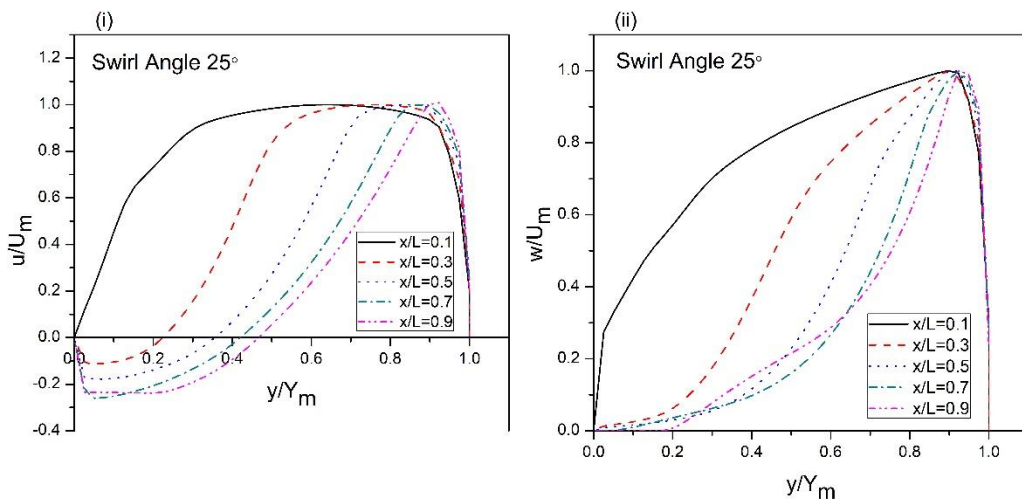 (i)
Swirl Angle 25°
1.2
1.0
0.8
0.6
0.4
0.2
0.0
-0.2
-0.4
u/Um
0.0 0.2 0.4 0.6 0.8 1.0
y/Ym
x/L=0.1
x/L=0.3
x/L=0.5
x/L=0.7
x/L=0.9
(ii)
Swirl Angle 25°
1.0
0.8
0.6
0.4
0.2
0.0
w/Um
0.0 0.2 0.4 0.6 0.8 1.0
y/Ym
x/L=0.1
x/L=0.3
x/L=0.5
x/L=0.7
x/L=0.9